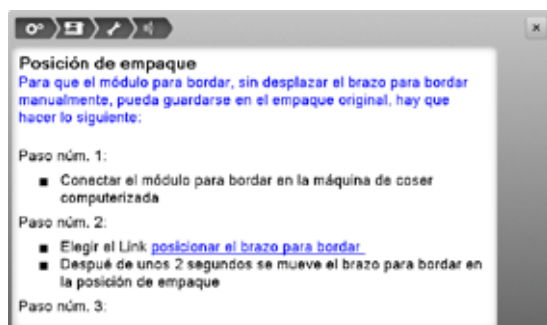 Posición de empaque
Para que el módulo para bordar, sin desplazar el brazo para bordar
manualmente, pueda guardarse en el empaque original, hay que
hacer lo siguiente:
Paso núm. 1:
■ Conectar el módulo para bordar en la máquina de coser
computerizada
Paso núm. 2:
■ Elegir el Link posicionar el brazo para bordar
■ Despué de unos 2 segundos se mueve el brazo para bordar en
la posición de empaque
Paso núm. 3: